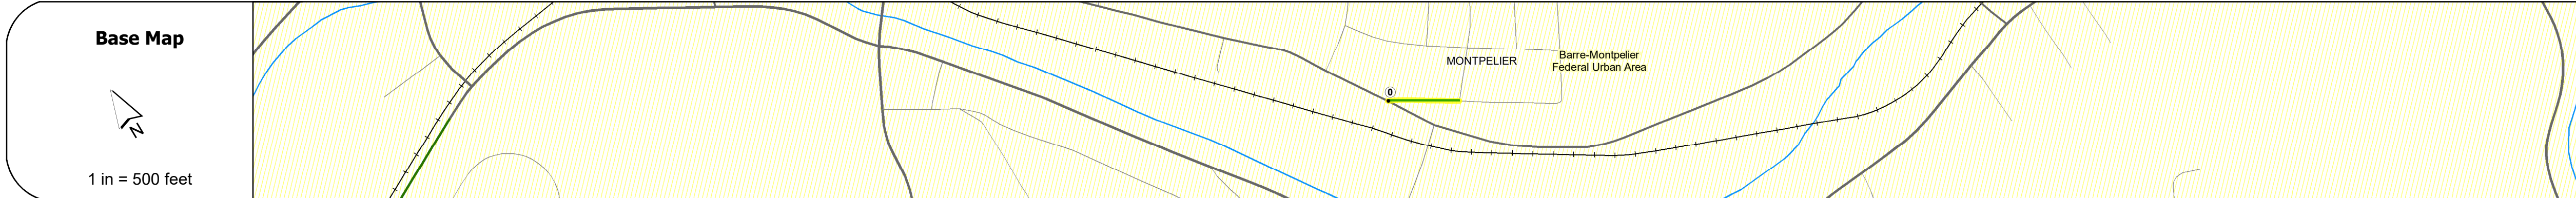 Base Map
N
1 in = 500 feet
0
MONTPELIER
Barre-Montpelier
Federal Urban Area